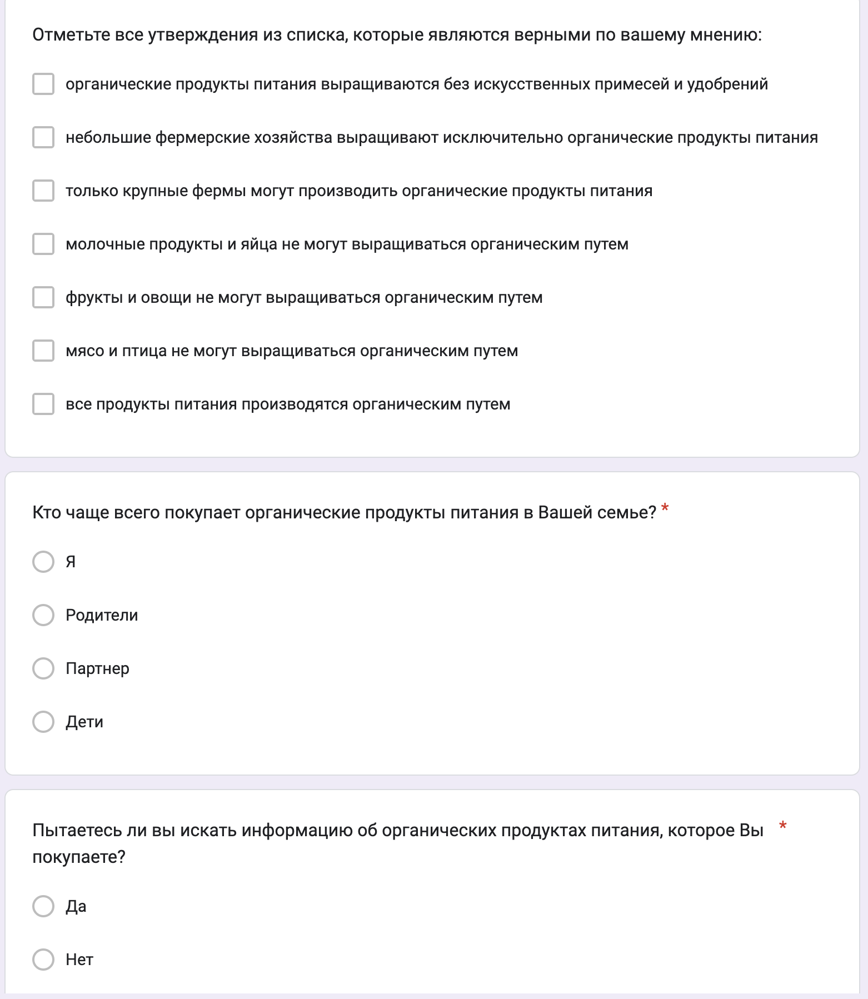 Отметьте все утверждения из списка, которые являются верными по вашему мнению:
органические продукты питания выращиваются без искусственных примесей и удобрений
небольшие фермерские хозяйства выращивают исключительно органические продукты питания
только крупные фермы могут производить органические продукты питания
молочные продукты и яйца не могут выращиваться органическим путем
фрукты и овощи не могут выращиваться органическим путем
мясо и птица не могут выращиваться органическим путем
все продукты питания производятся органическим путем
Кто чаще всего покупает органические продукты питания в Вашей семье? *
Я
Родители
Партнер
Дети
Пытаетесь ли вы искать информацию об органических продуктах питания, которое Вы *
покупаете?
Да
Нет